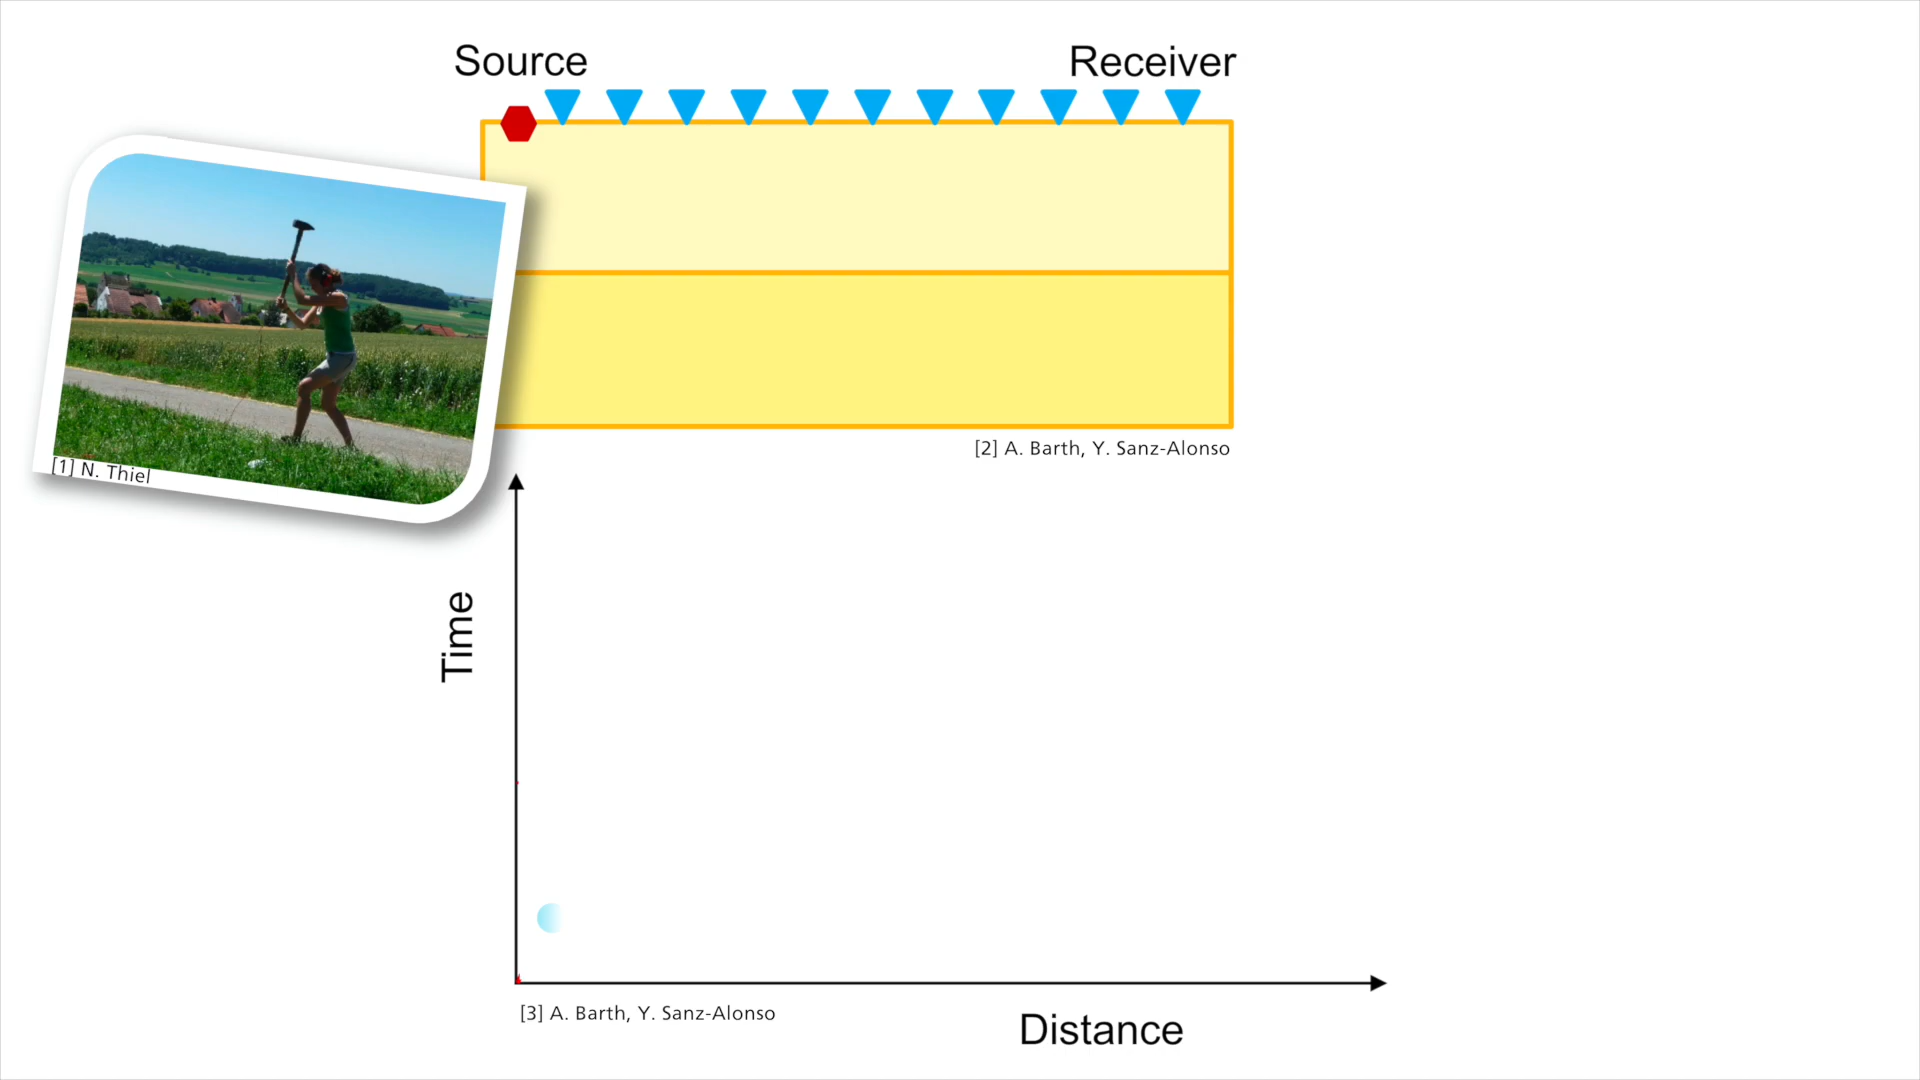 Source
Receiver
[1] N. Thiel
[2] A. Barth, Y. Sanz-Alonso
Time
[3] A. Barth, Y. Sanz-Alonso
Distance